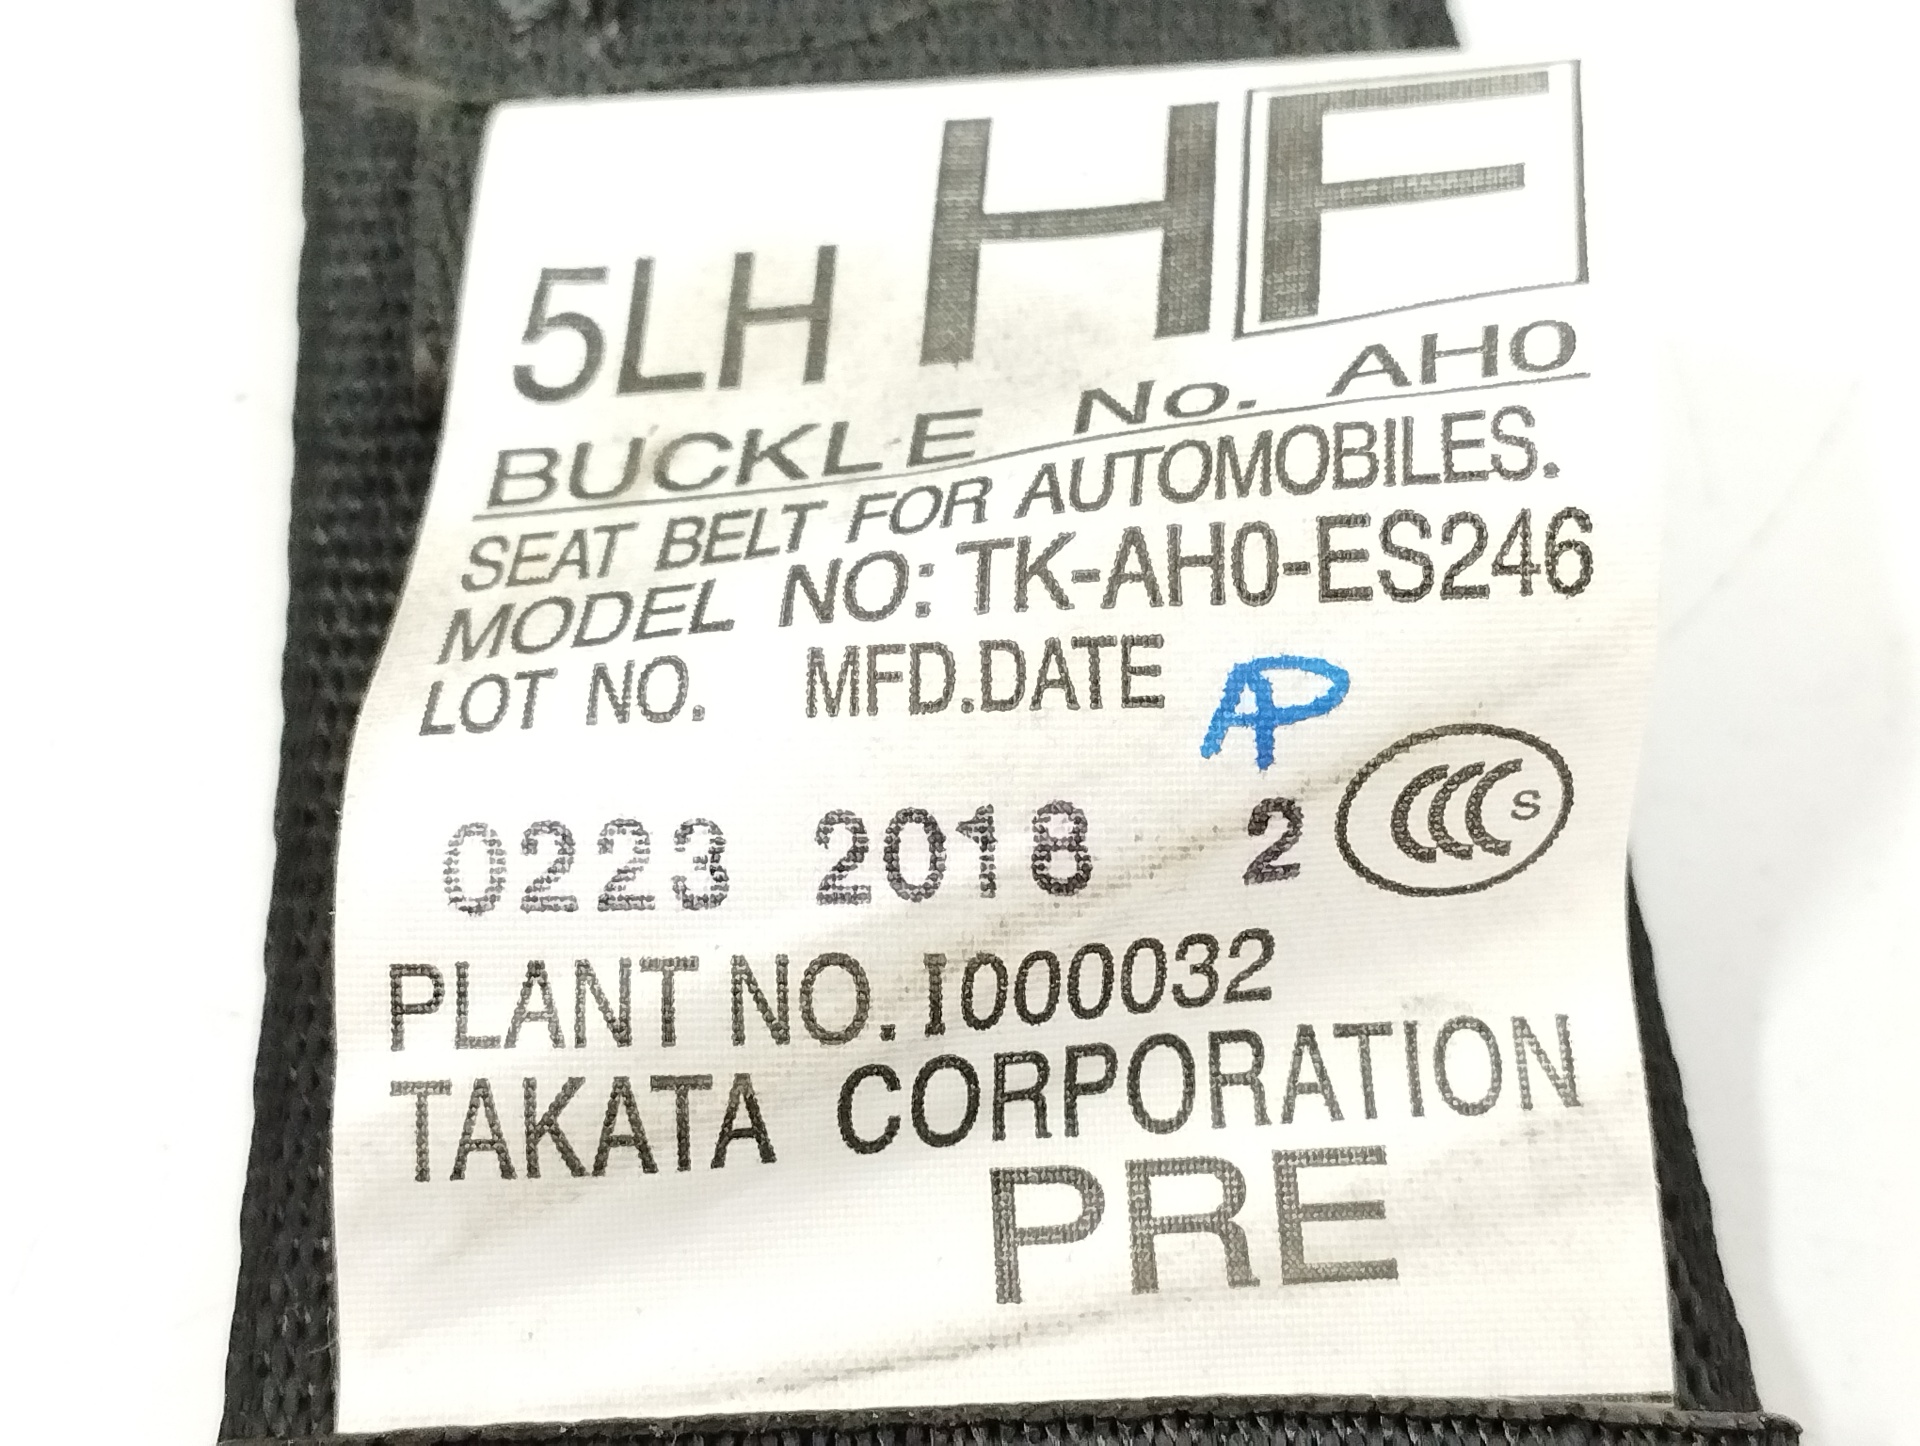 5LH HF
BUCKLE No. AH0
SEAT BELT FOR AUTOMOBILES.
MODEL NO: TK-AH0-ES246
LOT NO. MFD.DATE AP
0223 2018 2 CCC S
PLANT NO. I000032
TAKATA CORPORATION
PRE